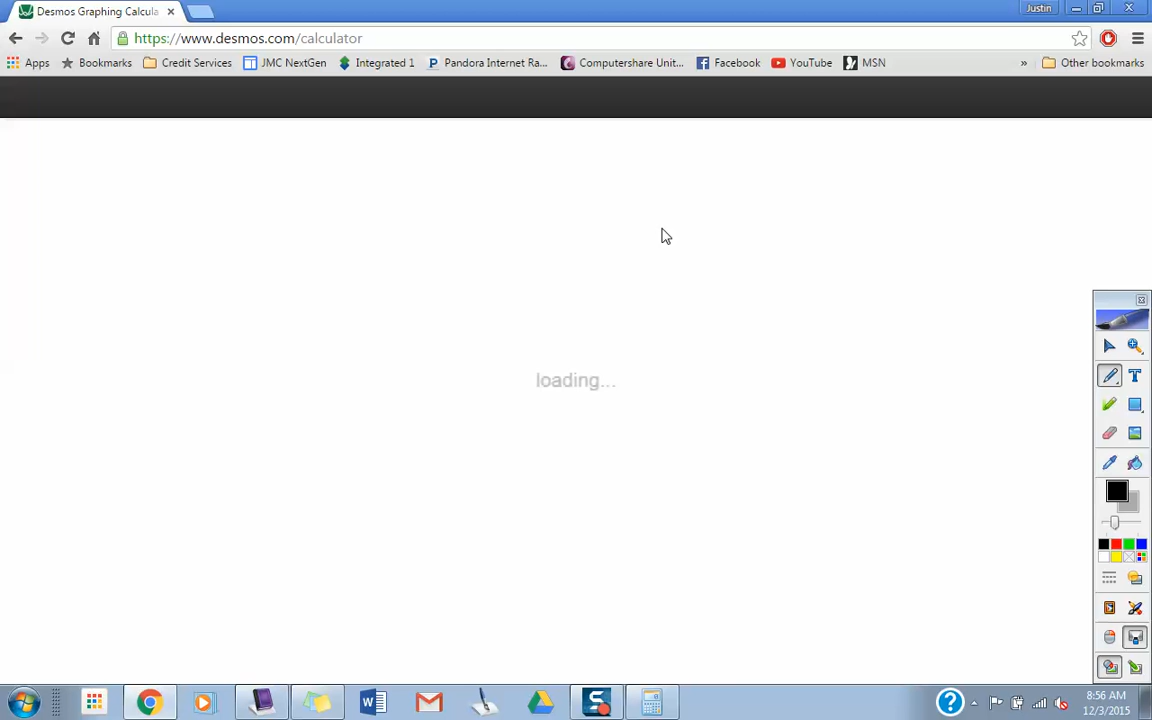 Desmos Graphing Calcula
Justin
https://www.desmos.com/calculator
Apps Bookmarks Credit Services JMC NextGen Integrated 1 Pandora Internet Ra... Computershare Unit... Facebook YouTube MSN » Other bookmarks
loading...
8:56 AM
12/3/2015